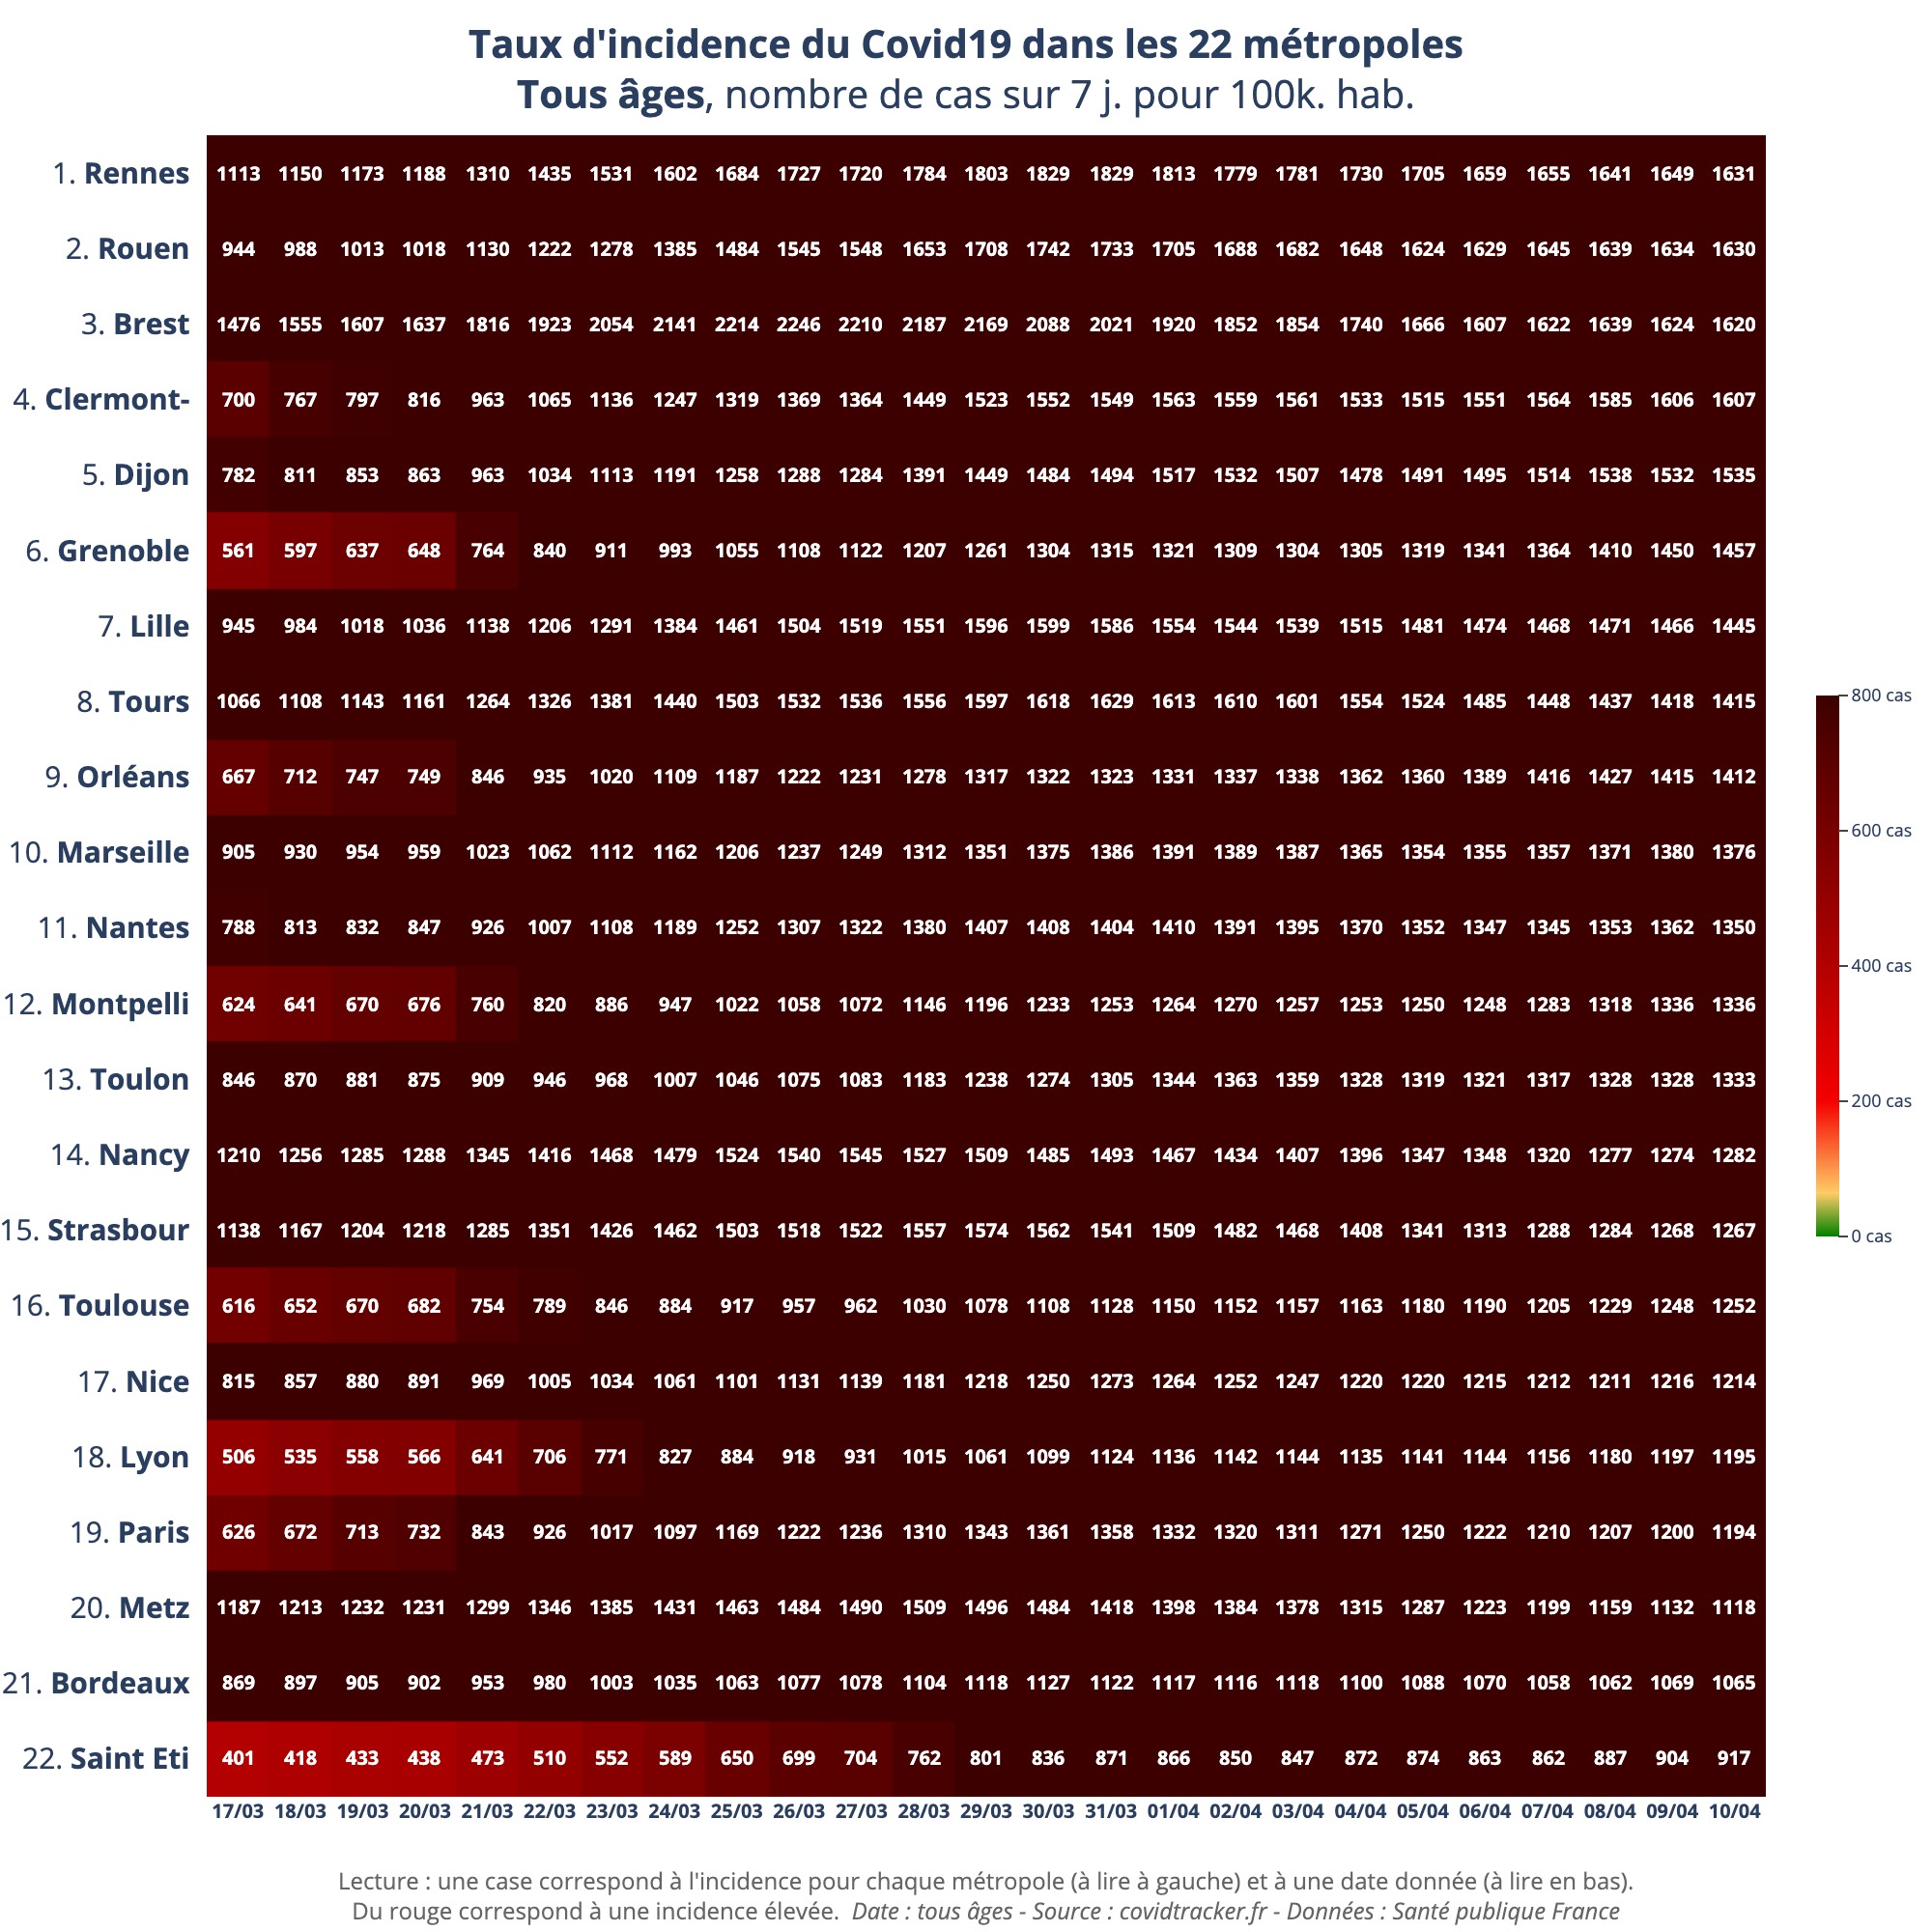 Taux d'incidence du Covid19 dans les 22 métropoles
Tous âges, nombre de cas sur 7 j. pour 100k. hab.
1. Rennes 1113 1150 1173 1188 1310 1435 1531 1602 1684 1727 1720 1784 1803 1829 1829 1813 1779 1781 1730 1705 1659 1655 1641 1649 1631
2. Rouen 944 988 1013 1018 1130 1222 1278 1385 1484 1545 1548 1653 1708 1742 1733 1705 1688 1682 1648 1624 1629 1645 1639 1634 1630
3. Brest 1476 1555 1607 1637 1816 1923 2054 2141 2214 2246 2210 2187 2169 2088 2021 1920 1852 1854 1740 1666 1607 1622 1639 1624 1620
4. Clermont- 700 767 797 816 963 1065 1136 1247 1319 1369 1364 1449 1523 1552 1549 1563 1559 1561 1533 1515 1551 1564 1585 1606 1607
5. Dijon 782 811 853 863 963 1034 1113 1191 1258 1288 1284 1391 1449 1484 1494 1517 1532 1507 1478 1491 1495 1514 1538 1532 1535
6. Grenoble 561 597 637 648 764 840 911 993 1055 1108 1122 1207 1261 1304 1315 1321 1309 1304 1305 1319 1341 1364 1410 1450 1457
7. Lille 945 984 1018 1036 1138 1206 1291 1384 1461 1504 1519 1551 1596 1599 1586 1554 1544 1539 1515 1481 1474 1468 1471 1466 1445
8. Tours 1066 1108 1143 1161 1264 1326 1381 1440 1503 1532 1536 1556 1597 1618 1629 1613 1610 1601 1554 1524 1485 1448 1437 1418 1415
9. Orléans 667 712 747 749 846 935 1020 1109 1187 1222 1231 1278 1317 1322 1323 1331 1337 1338 1362 1360 1389 1416 1427 1415 1412
10. Marseille 905 930 954 959 1023 1062 1112 1162 1206 1237 1249 1312 1351 1375 1386 1391 1389 1387 1365 1354 1355 1357 1371 1380 1376
11. Nantes 788 813 832 847 926 1007 1108 1189 1252 1307 1322 1380 1407 1408 1404 1410 1391 1395 1370 1352 1347 1345 1353 1362 1350
12. Montpelli 624 641 670 676 760 820 886 947 1022 1058 1072 1146 1196 1233 1253 1264 1270 1257 1253 1250 1248 1283 1318 1336 1336
13. Toulon 846 870 881 875 909 946 968 1007 1046 1075 1083 1183 1238 1274 1305 1344 1363 1359 1328 1319 1321 1317 1328 1328 1333
14. Nancy 1210 1256 1285 1288 1345 1416 1468 1479 1524 1540 1545 1527 1509 1485 1493 1467 1434 1407 1396 1347 1348 1320 1277 1274 1282
15. Strasbour 1138 1167 1204 1218 1285 1351 1426 1462 1503 1518 1522 1557 1574 1562 1541 1509 1482 1468 1408 1341 1313 1288 1284 1268 1267
16. Toulouse 616 652 670 682 754 789 846 884 917 957 962 1030 1078 1108 1128 1150 1152 1157 1163 1180 1190 1205 1229 1248 1252
17. Nice 815 857 880 891 969 1005 1034 1061 1101 1131 1139 1181 1218 1250 1273 1264 1252 1247 1220 1220 1215 1212 1211 1216 1214
18. Lyon 506 535 558 566 641 706 771 827 884 918 931 1015 1061 1099 1124 1136 1142 1144 1135 1141 1144 1156 1180 1197 1195
19. Paris 626 672 713 732 843 926 1017 1097 1169 1222 1236 1310 1343 1361 1358 1332 1320 1311 1271 1250 1222 1210 1207 1200 1194
20. Metz 1187 1213 1232 1231 1299 1346 1385 1431 1463 1484 1490 1509 1496 1484 1418 1398 1384 1378 1315 1287 1223 1199 1159 1132 1118
21. Bordeaux 869 897 905 902 953 980 1003 1035 1063 1077 1078 1104 1118 1127 1122 1117 1116 1118 1100 1088 1070 1058 1062 1069 1065
22. Saint Eti 401 418 433 438 473 510 552 589 650 699 704 762 801 836 871 866 850 847 872 874 863 862 887 904 917
17/03 18/03 19/03 20/03 21/03 22/03 23/03 24/03 25/03 26/03 27/03 28/03 29/03 30/03 31/03 01/04 02/04 03/04 04/04 05/04 06/04 07/04 08/04 09/04 10/04
800 cas
600 cas
400 cas
200 cas
0 cas
Lecture : une case correspond à l'incidence pour chaque métropole (à lire à gauche) et à une date donnée (à lire en bas).
Du rouge correspond à une incidence élevée. Date : tous âges - Source : covidtracker.fr - Données : Santé publique France